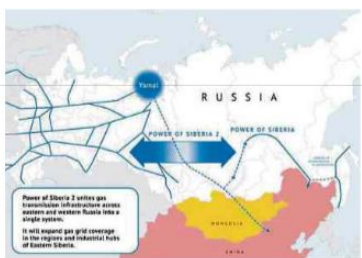 Yamal
RUSSIA
POWER OF SIBERIA 2
POWER OF SIBERIA
MONGOLIA
CHINA
Power of Siberia 2 unites gas
transmission infrastructure across
eastern and western Russia into a
single system.
It will expand gas grid coverage
in the regions and industrial hubs
of Eastern Siberia.